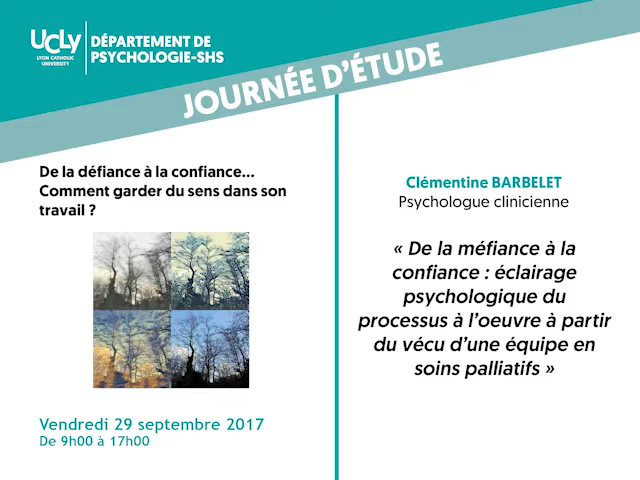 UCLy
LYON CATHOLIC
UNIVERSITY
DÉPARTEMENT DE
PSYCHOLOGIE-SHS
JOURNÉE D'ÉTUDE
De la défiance à la confiance...
Comment garder du sens dans son
travail ?
Vendredi 29 septembre 2017
De 9h00 à 17h00
Clémentine BARBELET
Psychologue clinicienne
« De la méfiance à la
confiance : éclairage
psychologique du
processus à l'oeuvre à partir
du vécu d'une équipe en
soins palliatifs »